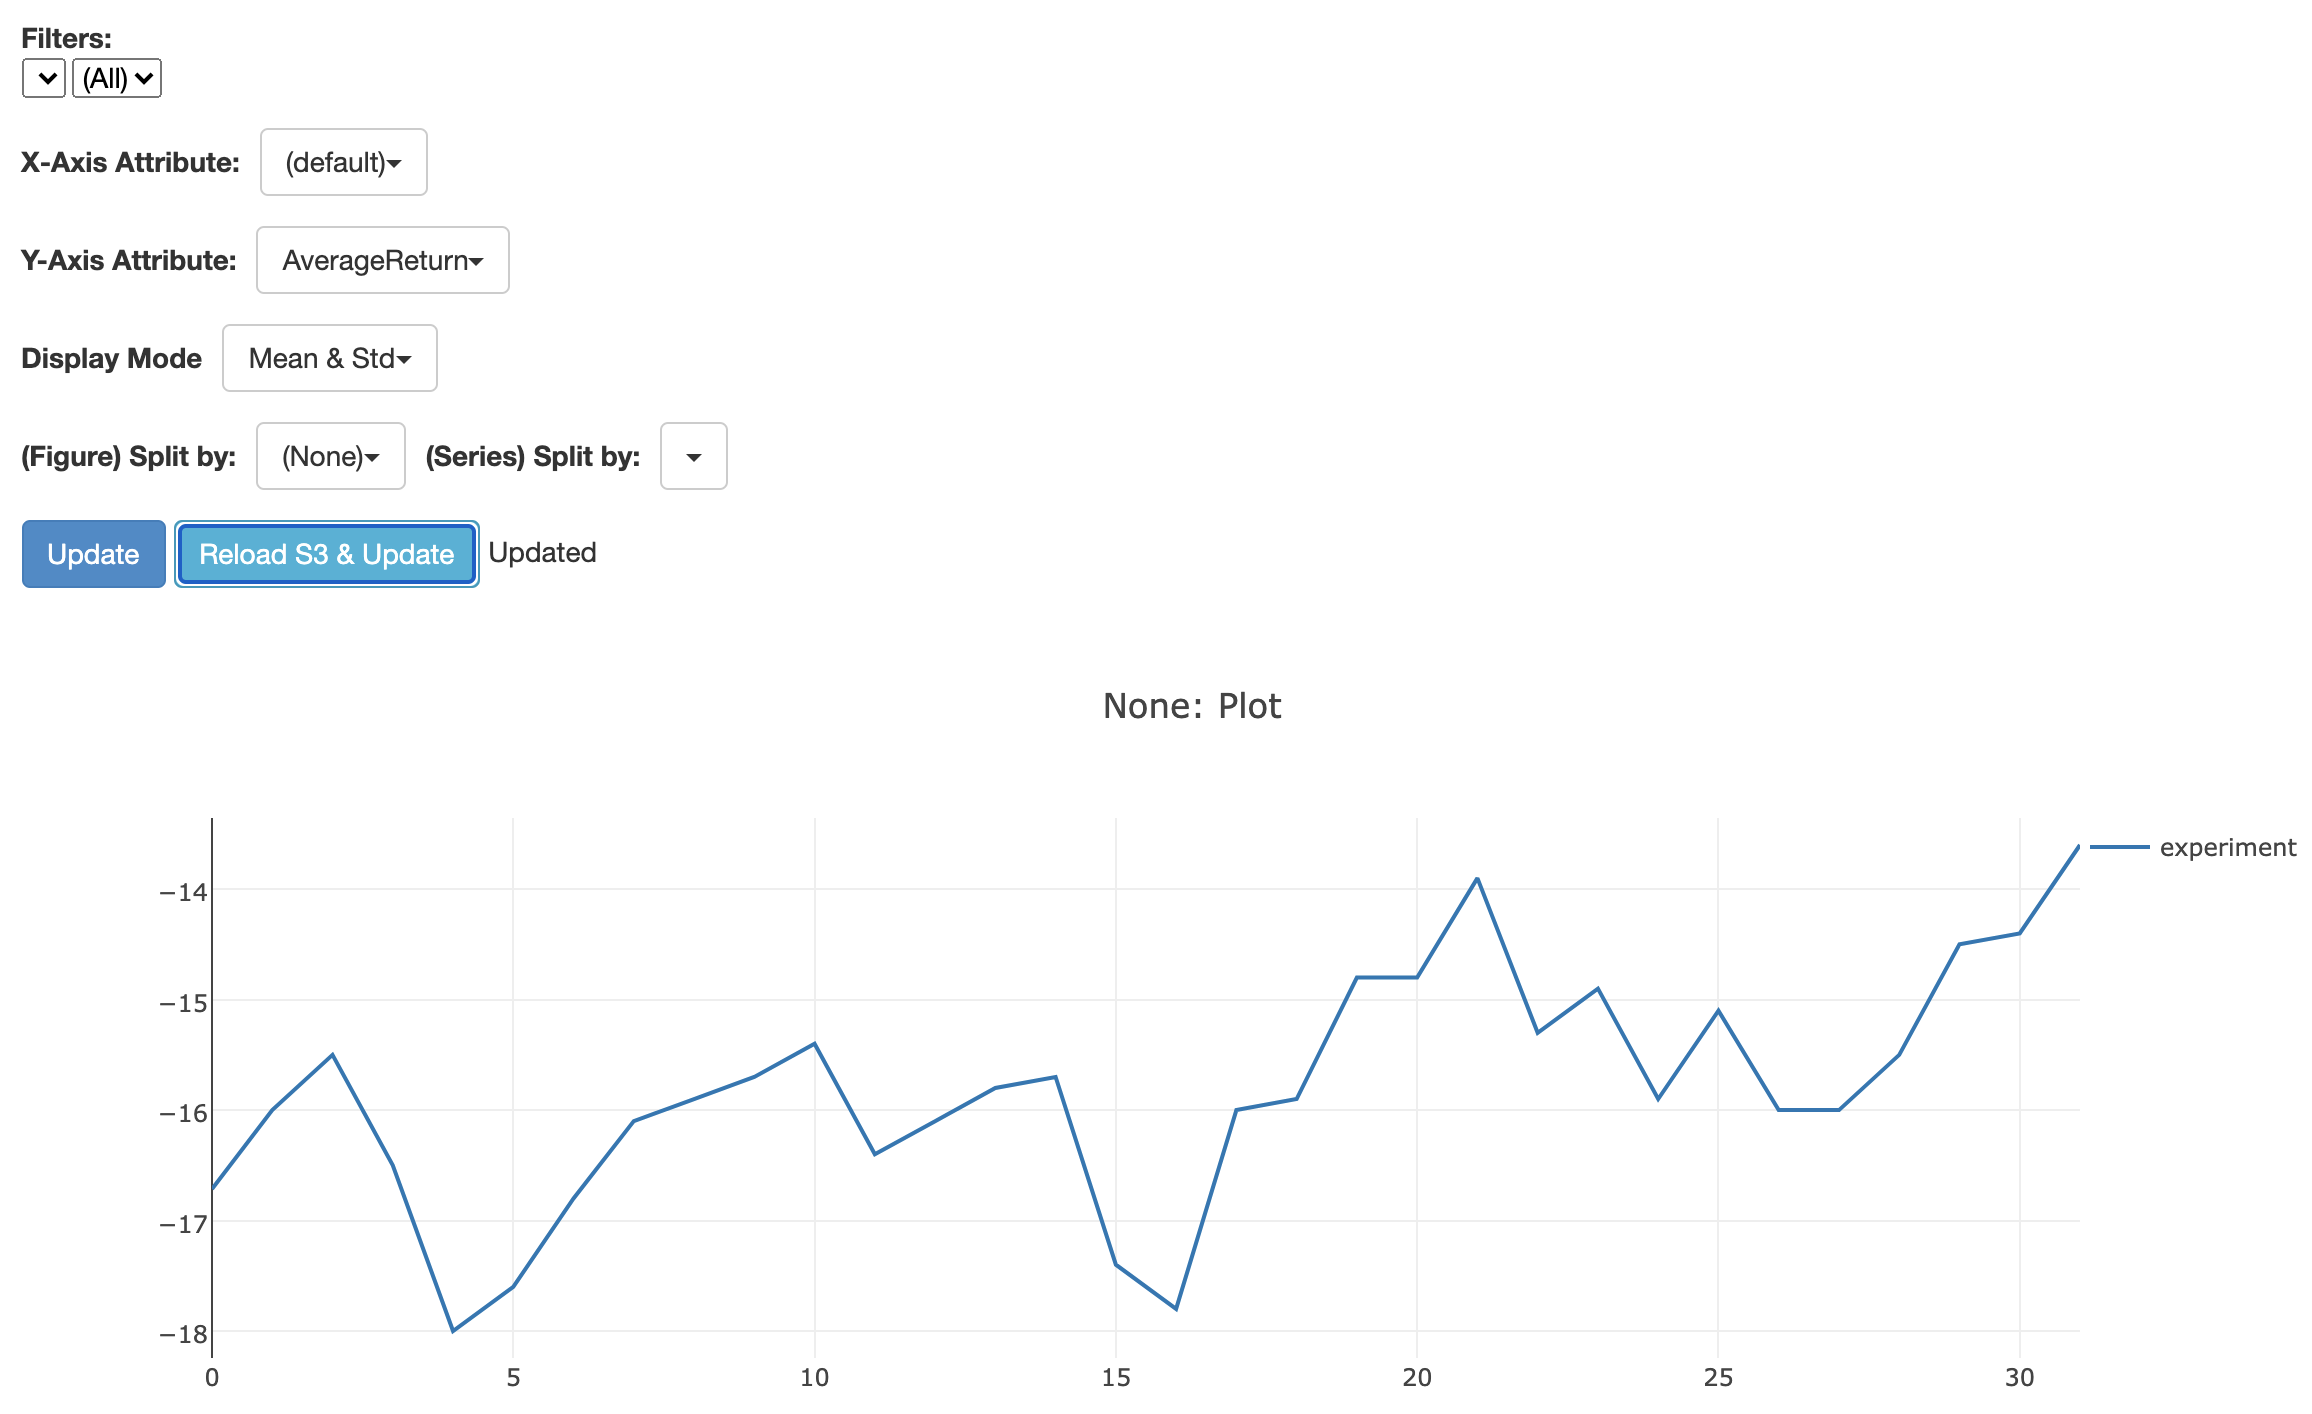 Filters:
(All)
X-Axis Attribute: (default)
Y-Axis Attribute: AverageReturn
Display Mode Mean & Std
(Figure) Split by: (None) (Series) Split by:
Update Reload S3 & Update Updated
None: Plot
experiment
−14
−15
−16
−17
−18
0 5 10 15 20 25 30